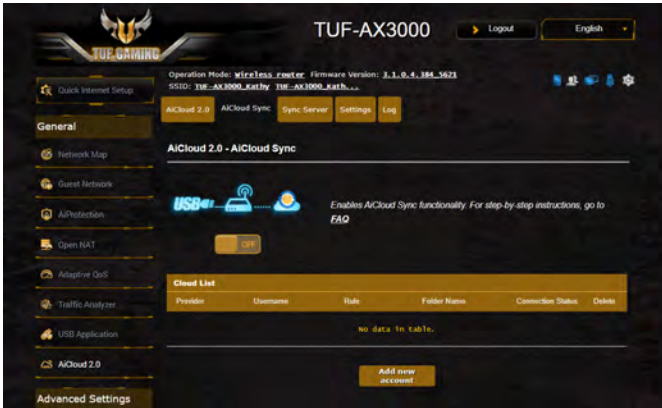 TUF GAMING
TUF-AX3000
Logout
English
Quick Internet Setup
Operation Mode: Wireless router Firmware Version: 3.0.0.4.384_5621
SSID: TUF-AX3000_Kathy TUF-AX3000_Kath...
AiCloud 2.0 AiCloud Sync Sync Server Settings Log
General
Network Map
Guest Network
AiProtection
Open NAT
Adaptive QoS
Traffic Analyzer
USB Application
AiCloud 2.0
Advanced Settings
AiCloud 2.0 - AiCloud Sync
USB
Enables AiCloud Sync functionality. For step-by-step instructions, go to
FAQ
OFF
Cloud List
Provider Username Rule Folder Name Connection Status Delete
No data in table.
Add new
account